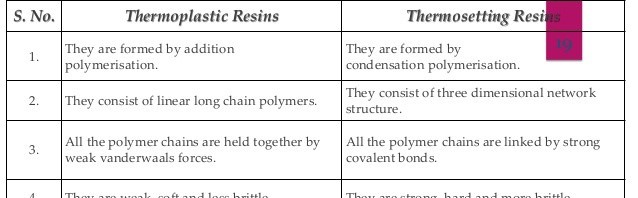 S. No. Thermoplastic Resins Thermosetting Resins
1. They are formed by addition polymerisation. They are formed by condensation polymerisation.
2. They consist of linear long chain polymers. They consist of three dimensional network structure.
3. All the polymer chains are held together by weak vanderwaals forces. All the polymer chains are linked by strong covalent bonds.
4. They are weak, soft and less brittle. They are strong, hard and more brittle.